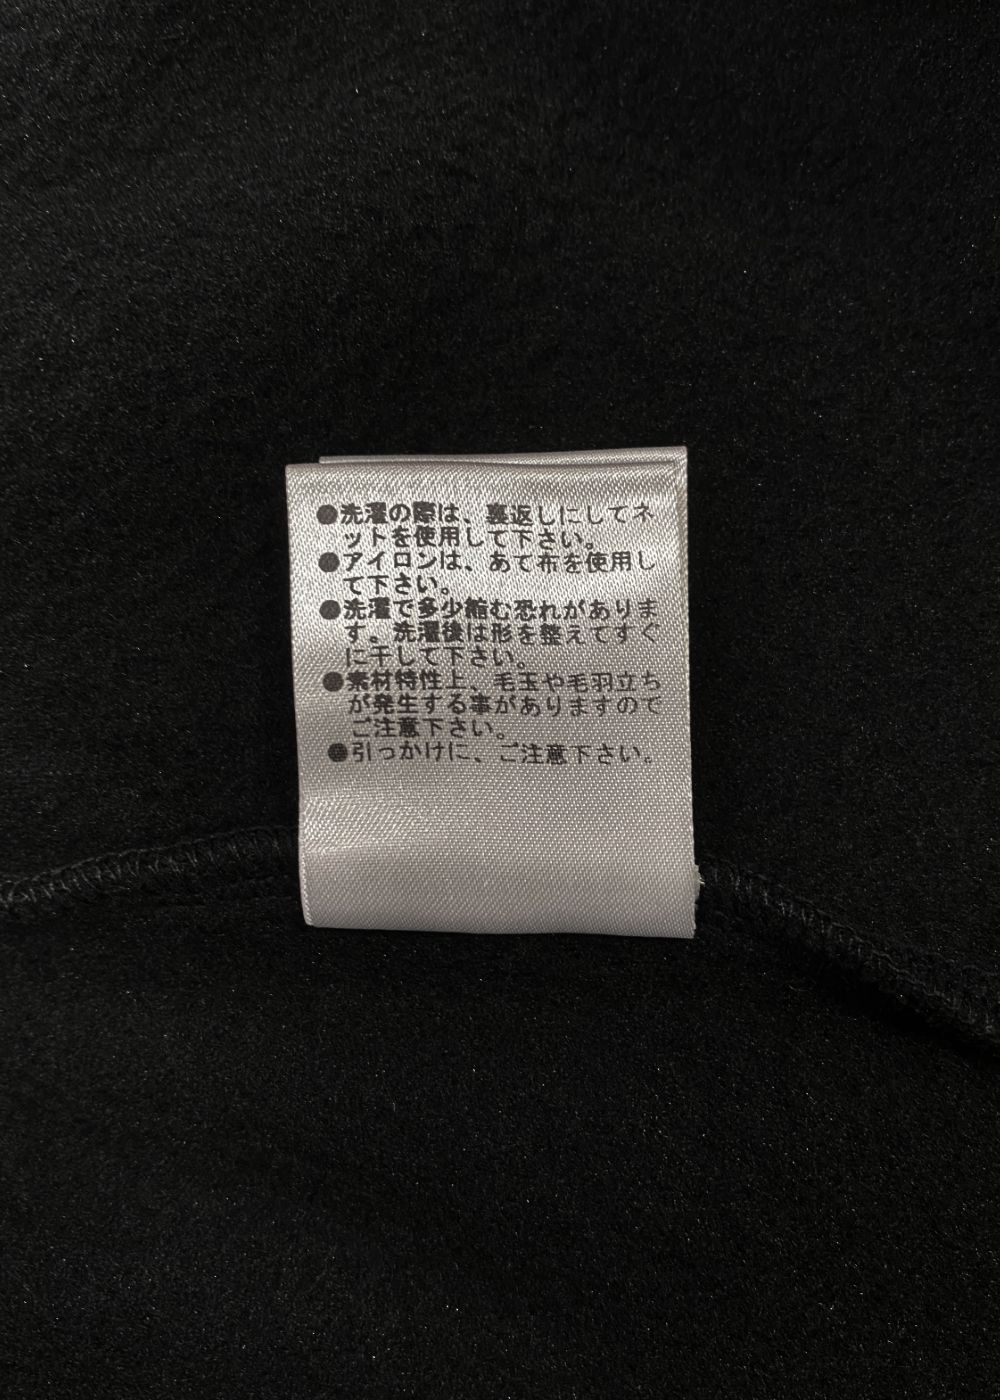 ●洗濯の際は、裏返しにしてネ
ットを使用して下さい。
●アイロンは、あて布を使用し
て下さい。
●洗濯で多少縮む恐れがありま
す。洗濯後は形を整えてすぐ
に干して下さい。
●素材特性上、毛玉や毛羽立ち
が発生する事がありますので
ご注意下さい。
●引っかけに、ご注意下さい。